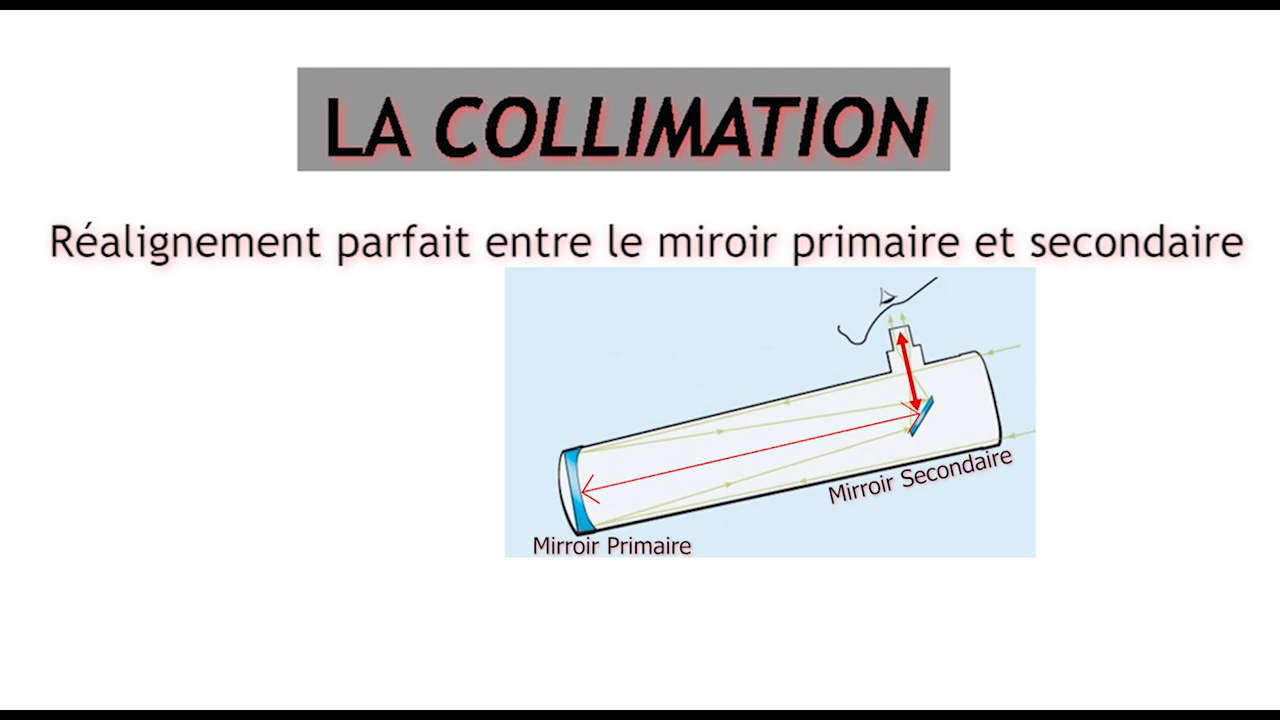 LA COLLIMATION
Réalignement parfait entre le miroir primaire et secondaire
Mirroir Secondaire
Mirroir Primaire